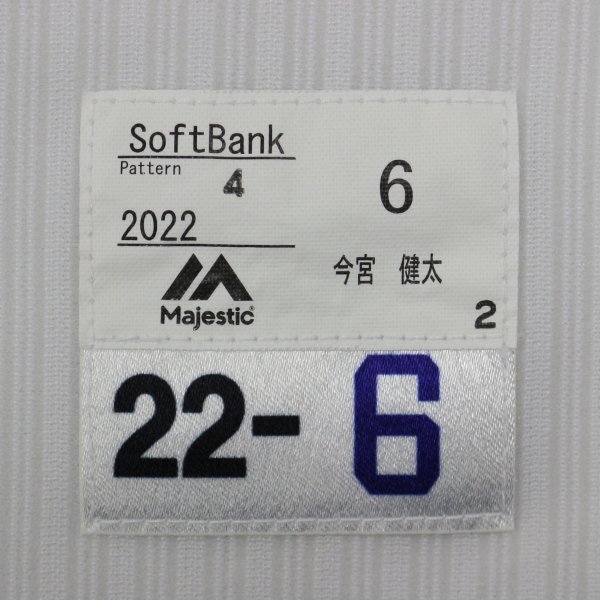 SoftBank
Pattern 4
6
2022
今宮 健太
Majestic®
2
22-6